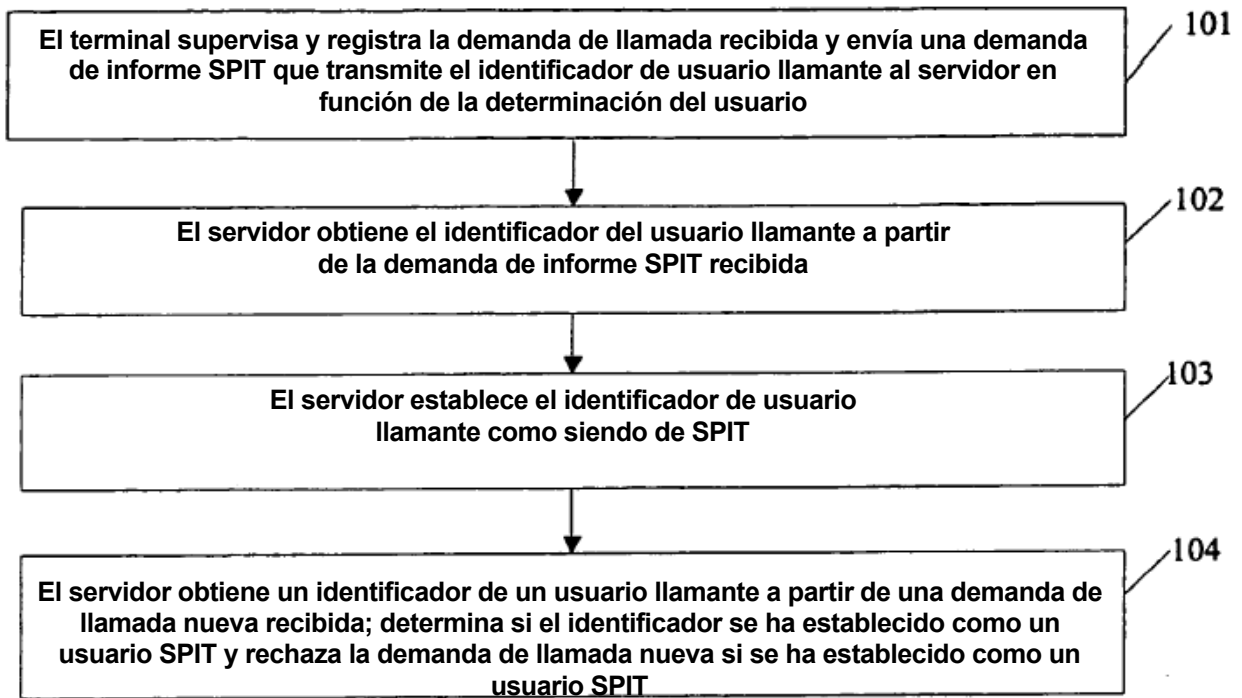 El terminal supervisa y registra la demanda de llamada recibida y envía una demanda
de informe SPIT que transmite el identificador de usuario llamante al servidor en
función de la determinación del usuario
101
El servidor obtiene el identificador del usuario llamante a partir
de la demanda de informe SPIT recibida
102
El servidor establece el identificador de usuario
llamante como siendo de SPIT
103
El servidor obtiene un identificador de un usuario llamante a partir de una demanda de
llamada nueva recibida; determina si el identificador se ha establecido como un
usuario SPIT y rechaza la demanda de llamada nueva si se ha establecido como un
usuario SPIT
104